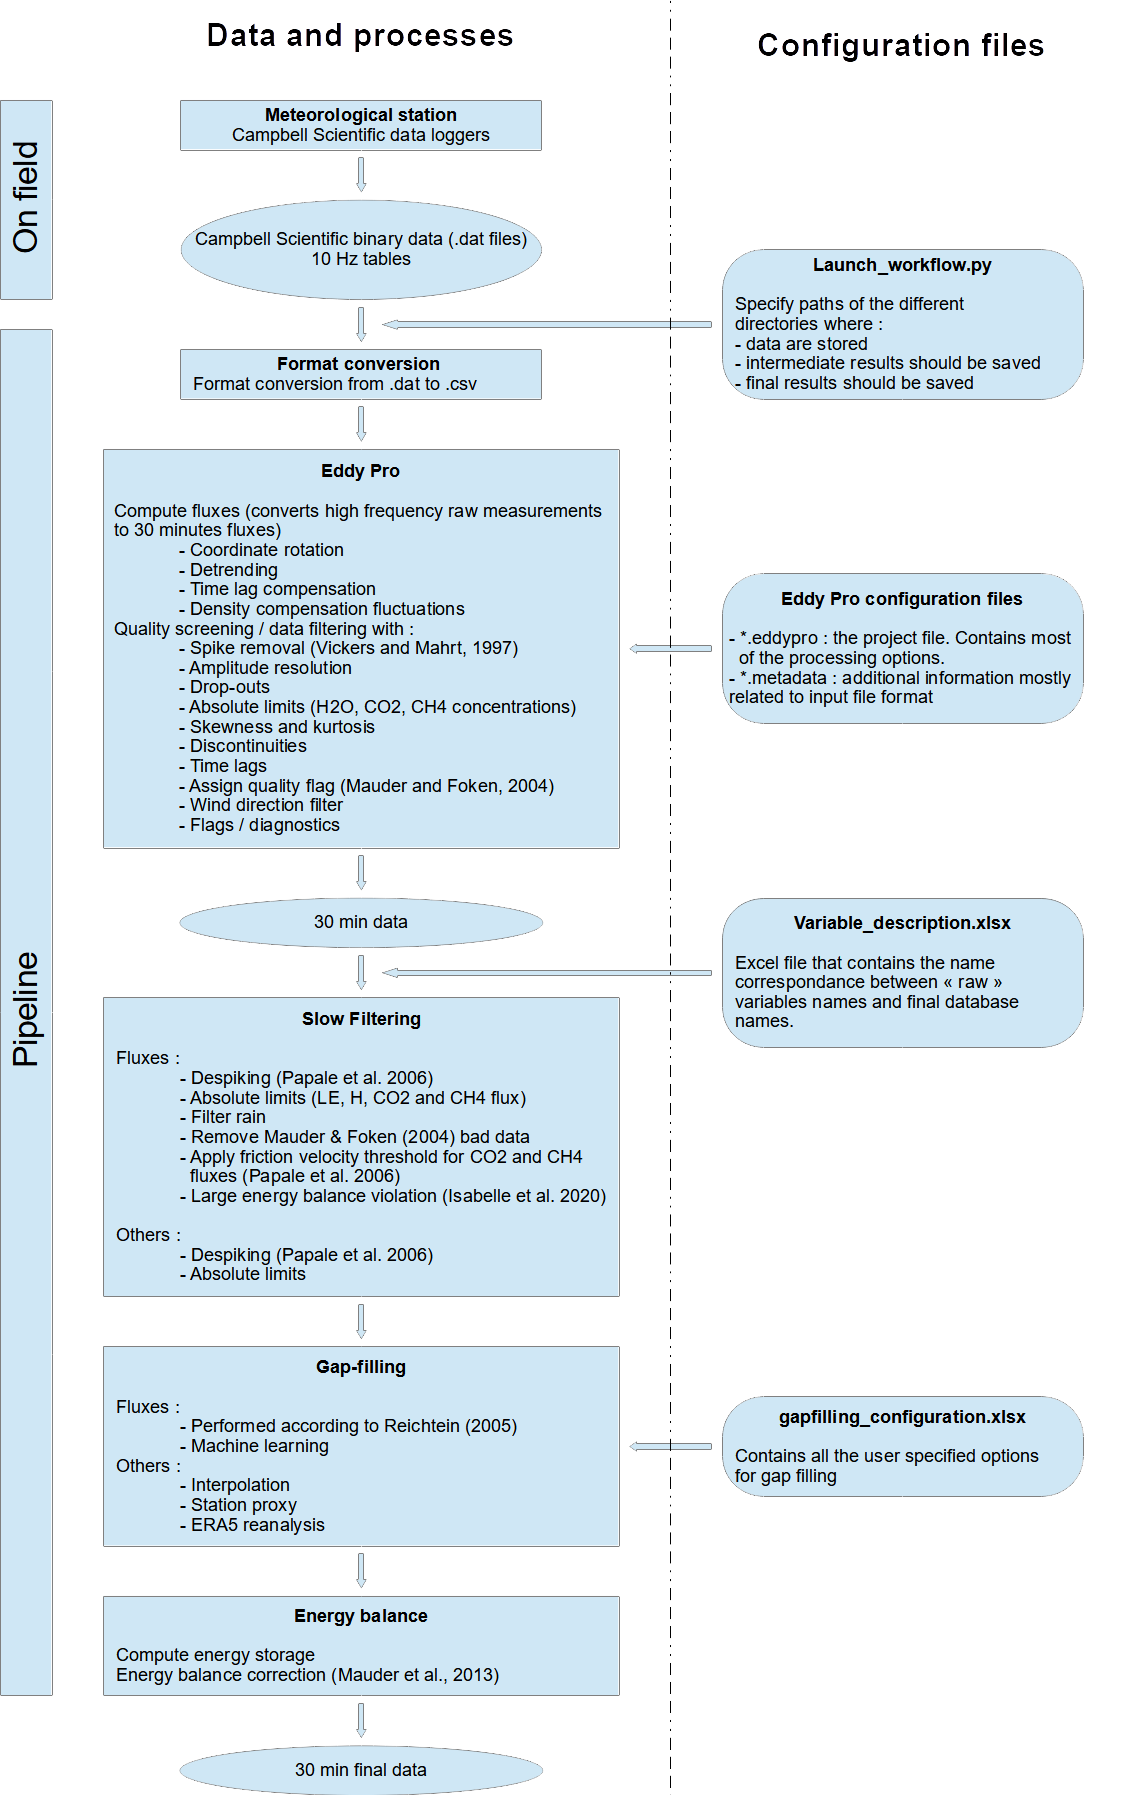 Data and processes
Configuration files
On field
Meteorological station
Campbell Scientific data loggers
Campbell Scientific binary data (.dat files)
10 Hz tables
Launch_workflow.py
Specify paths of the different
directories where :
- data are stored
- intermediate results should be saved
- final results should be saved
Pipeline
Format conversion
Format conversion from .dat to .csv
Eddy Pro
Compute fluxes (converts high frequency raw measurements
to 30 minutes fluxes)
- Coordinate rotation
- Detrending
- Time lag compensation
- Density compensation fluctuations
Quality screening / data filtering with :
- Spike removal (Vickers and Mahrt, 1997)
- Amplitude resolution
- Drop-outs
- Absolute limits (H2O, CO2, CH4 concentrations)
- Skewness and kurtosis
- Discontinuities
- Time lags
- Assign quality flag (Mauder and Foken, 2004)
- Wind direction filter
- Flags / diagnostics
Eddy Pro configuration files
- *.eddypro : the project file. Contains most
of the processing options.
- *.metadata : additional information mostly
related to input file format
30 min data
Variable_description.xlsx
Excel file that contains the name
correspondance between « raw »
variables names and final database
names.
Slow Filtering
Fluxes :
- Despiking (Papale et al. 2006)
- Absolute limits (LE, H, CO2 and CH4 flux)
- Filter rain
- Remove Mauder & Foken (2004) bad data
- Apply friction velocity threshold for CO2 and CH4
fluxes (Papale et al. 2006)
- Large energy balance violation (Isabelle et al. 2020)
Others :
- Despiking (Papale et al. 2006)
- Absolute limits
Gap-filling
Fluxes :
- Performed according to Reichtein (2005)
- Machine learning
Others :
- Interpolation
- Station proxy
- ERA5 reanalysis
gapfilling_configuration.xlsx
Contains all the user specified options
for gap filling
Energy balance
Compute energy storage
Energy balance correction (Mauder et al., 2013)
30 min final data